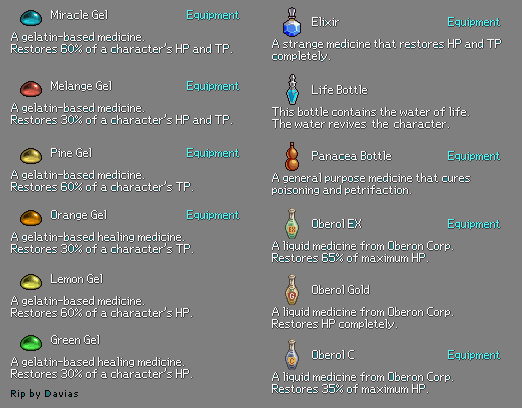 Miracle Gel Equipment
A gelatin-based medicine.
Restores 60% of a character's HP and TP.
Melange Gel Equipment
A gelatin-based medicine.
Restores 30% of a character's HP and TP.
Pine Gel Equipment
A gelatin-based medicine.
Restores 60% of a character's TP.
Orange Gel Equipment
A gelatin-based healing medicine.
Restores 30% of a character's TP.
Lemon Gel
A gelatin-based medicine.
Restores 60% of a character's HP.
Green Gel
A gelatin-based healing medicine.
Restores 30% of a character's HP.
Rip by Davias
Elixir Equipment
A strange medicine that restores HP and TP
completely.
Life Bottle
This bottle contains the water of life.
The water revives the character.
Panacea Bottle Equipment
A general purpose medicine that cures
poisoning and petrifaction.
Oberol EX Equipment
A liquid medicine from Oberon Corp.
Restores 65% of maximum HP.
Oberol Gold
A liquid medicine from Oberon Corp.
Restores HP completely.
Oberol C Equipment
A liquid medicine from Oberon Corp.
Restores 35% of maximum HP.